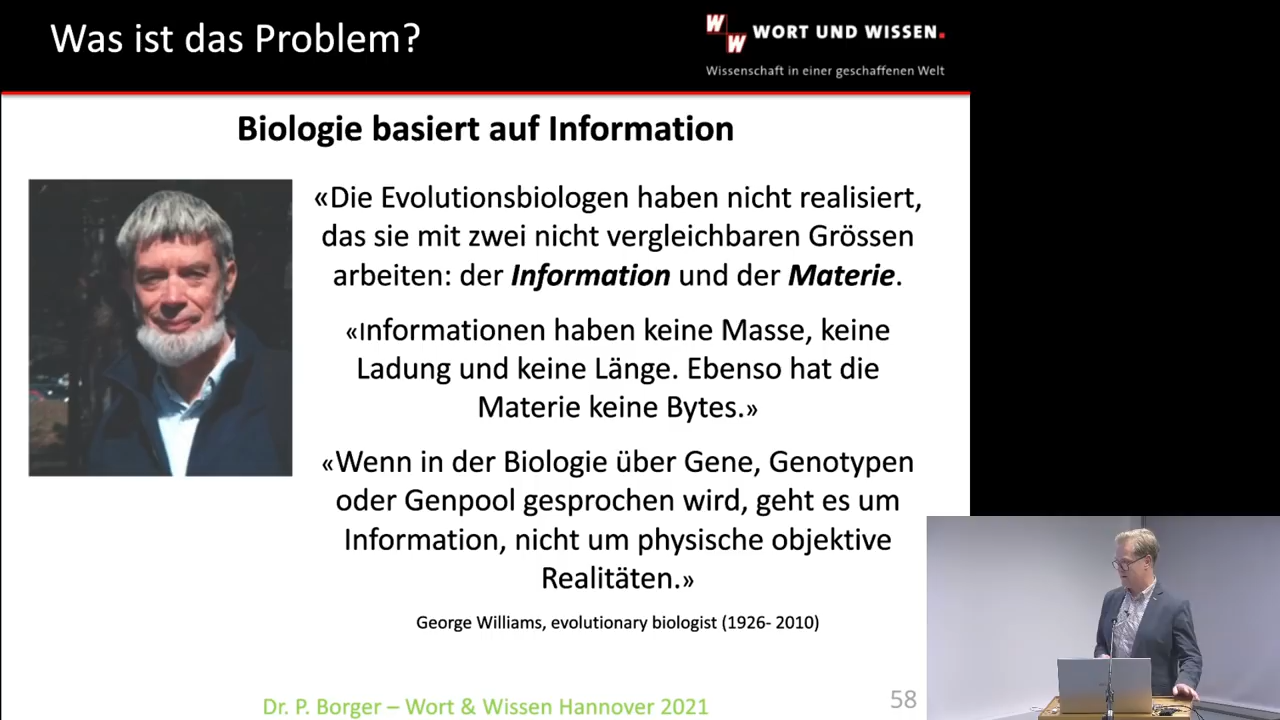 Was ist das Problem?
W W WORT UND WISSEN.
Wissenschaft in einer geschaffenen Welt
Biologie basiert auf Information
«Die Evolutionsbiologen haben nicht realisiert,
das sie mit zwei nicht vergleichbaren Grössen
arbeiten: der Information und der Materie.
«Informationen haben keine Masse, keine
Ladung und keine Länge. Ebenso hat die
Materie keine Bytes.»
«Wenn in der Biologie über Gene, Genotypen
oder Genpool gesprochen wird, geht es um
Information, nicht um physische objektive
Realitäten.»
George Williams, evolutionary biologist (1926- 2010)
Dr. P. Borger – Wort & Wissen Hannover 2021
58